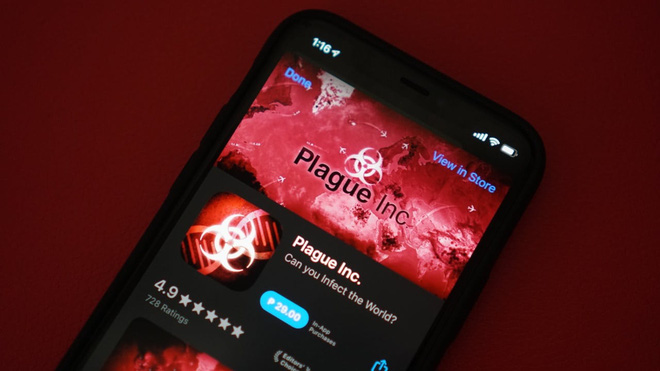 1:16
Done
View in Store
Plague Inc.
Plague Inc.
Can you Infect the World?
₱ 29.00
In-App
Purchases
4.9
728 Ratings
Editors'
Choice